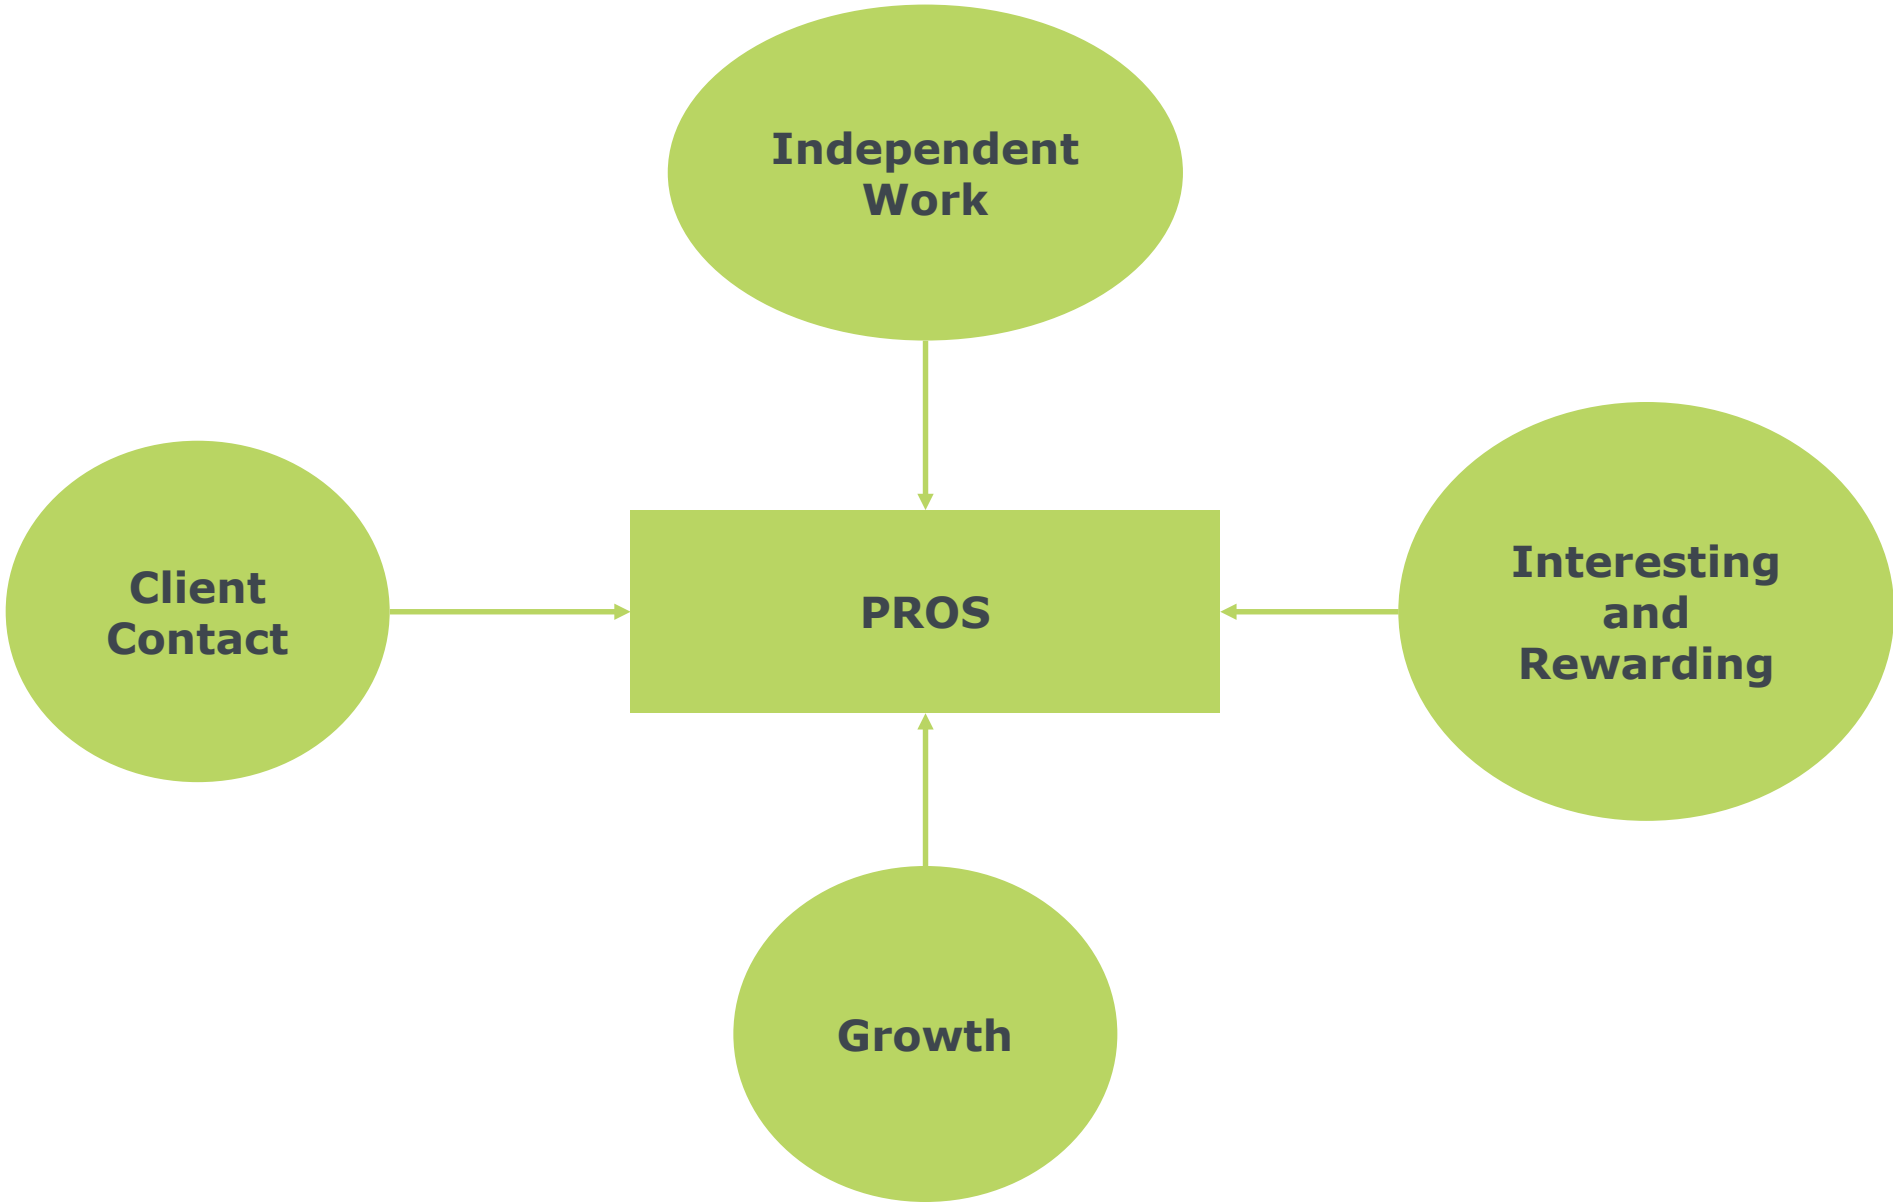 Independent
Work
Client
Contact
PROS
Interesting
and
Rewarding
Growth